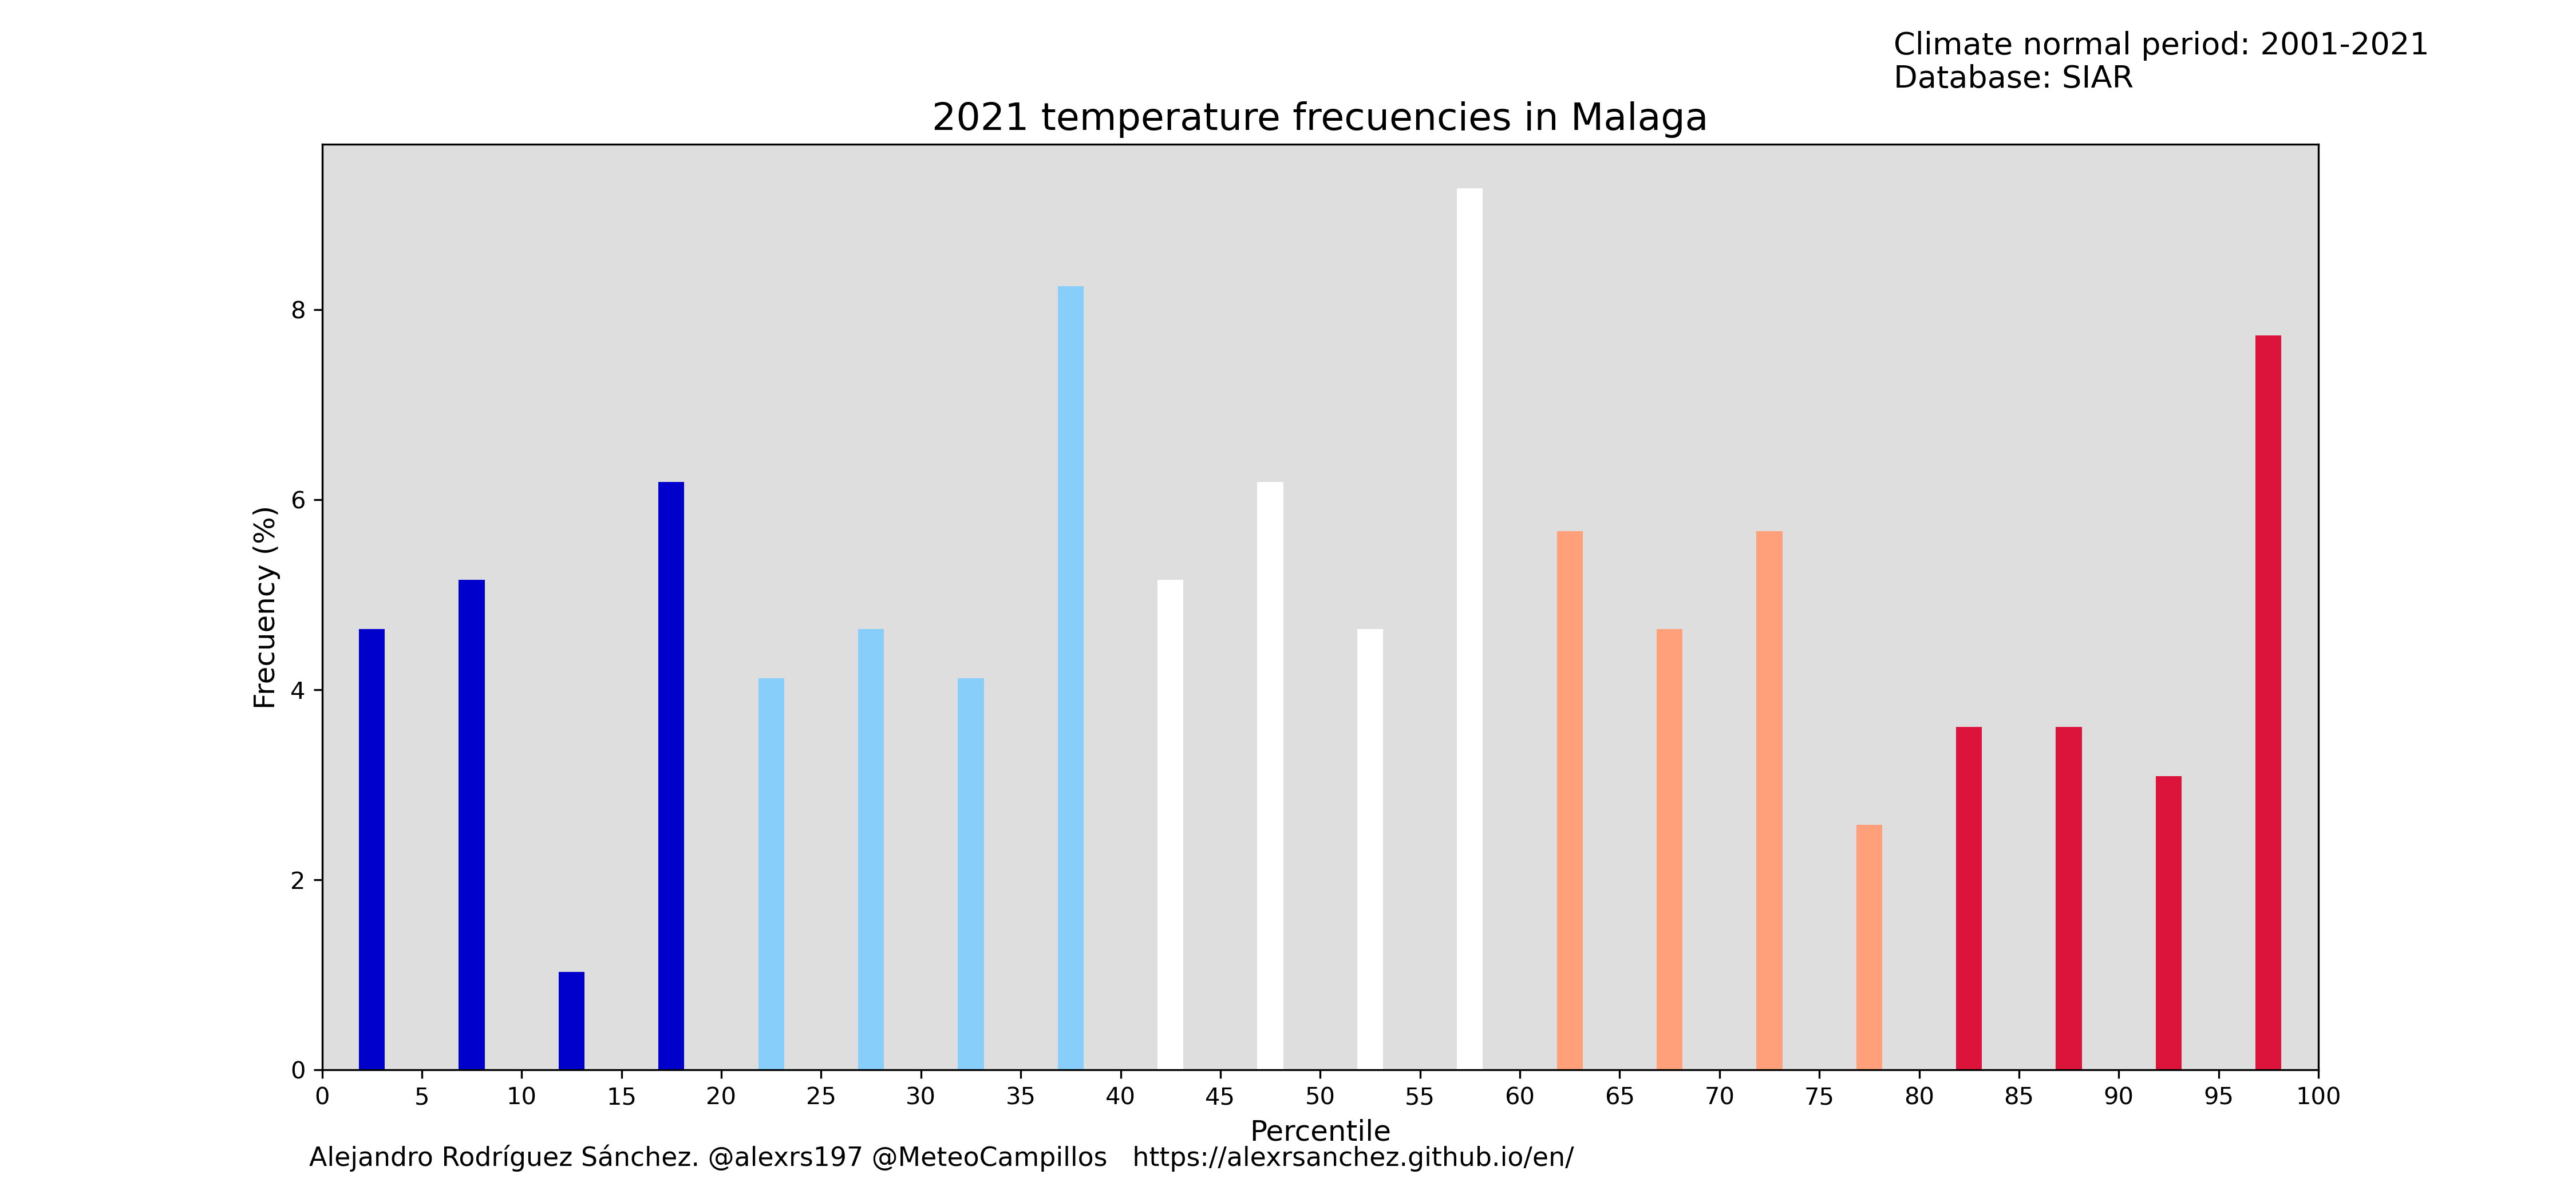 Climate normal period: 2001-2021
Database: SIAR
2021 temperature frecuencies in Malaga
Frecuency (%)
8
6
4
2
0
0 5 10 15 20 25 30 35 40 45 50 55 60 65 70 75 80 85 90 95 100
Percentile
Alejandro Rodríguez Sánchez. @alexrs197 @MeteoCampillos https://alexrsanchez.github.io/en/